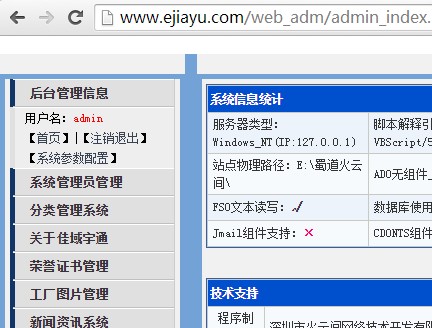 www.ejiayu.com/web_adm/admin_index.
后台管理信息
用户名：admin
【首页】|【注销退出】
【系统参数配置】
系统管理员管理
分类管理系统
关于佳域宇通
荣誉证书管理
工厂图片管理
新闻资讯系统
系统信息统计
服务器类型：
Windows_NT(IP:127.0.0.1)
脚本解释引
VBScript/5
站点物理路径：E:\蜀道火云
间\
ADO无组件上
FSO文本读写：✓
数据库使用
Jmail组件支持：×
CDONTS组件
技术支持
程序制
深圳市火云间网络技术开发有限